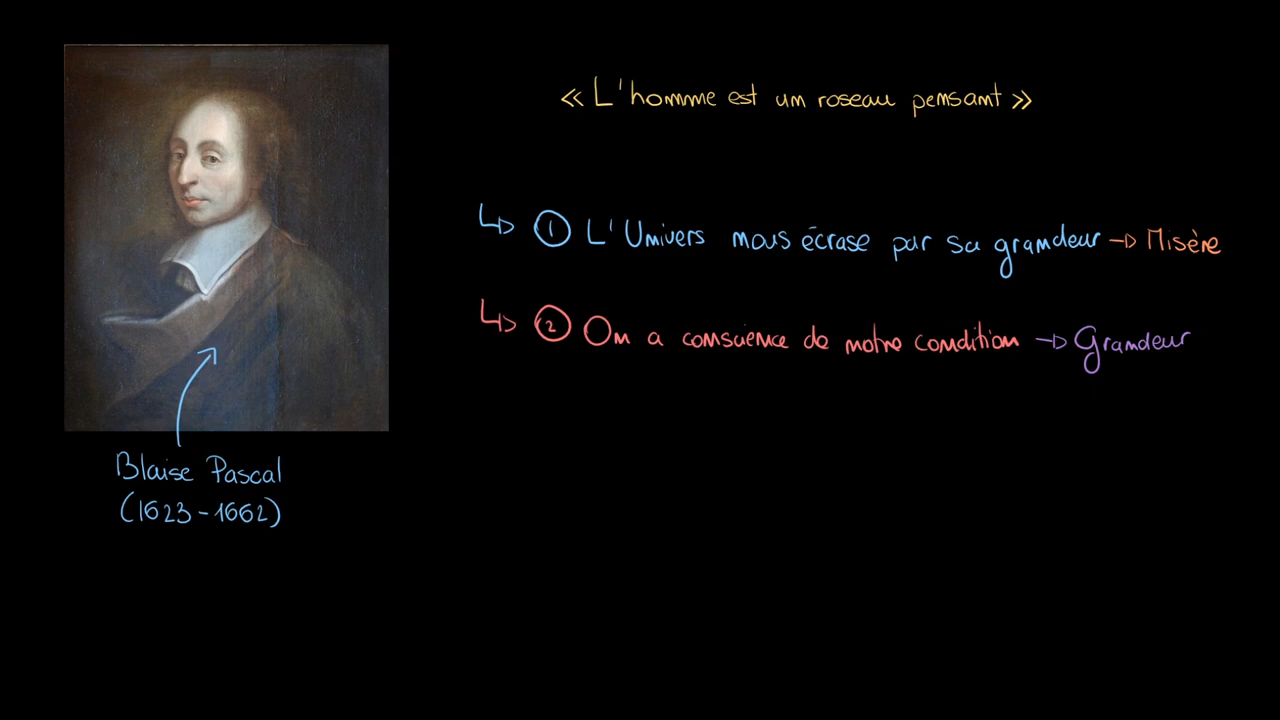 « L'homme est un roseau pensant »
↳ ① L'Univers nous écrase par sa grandeur → Misère
↳ ② On a conscience de notre condition → Grandeur
Blaise Pascal
(1623-1662)